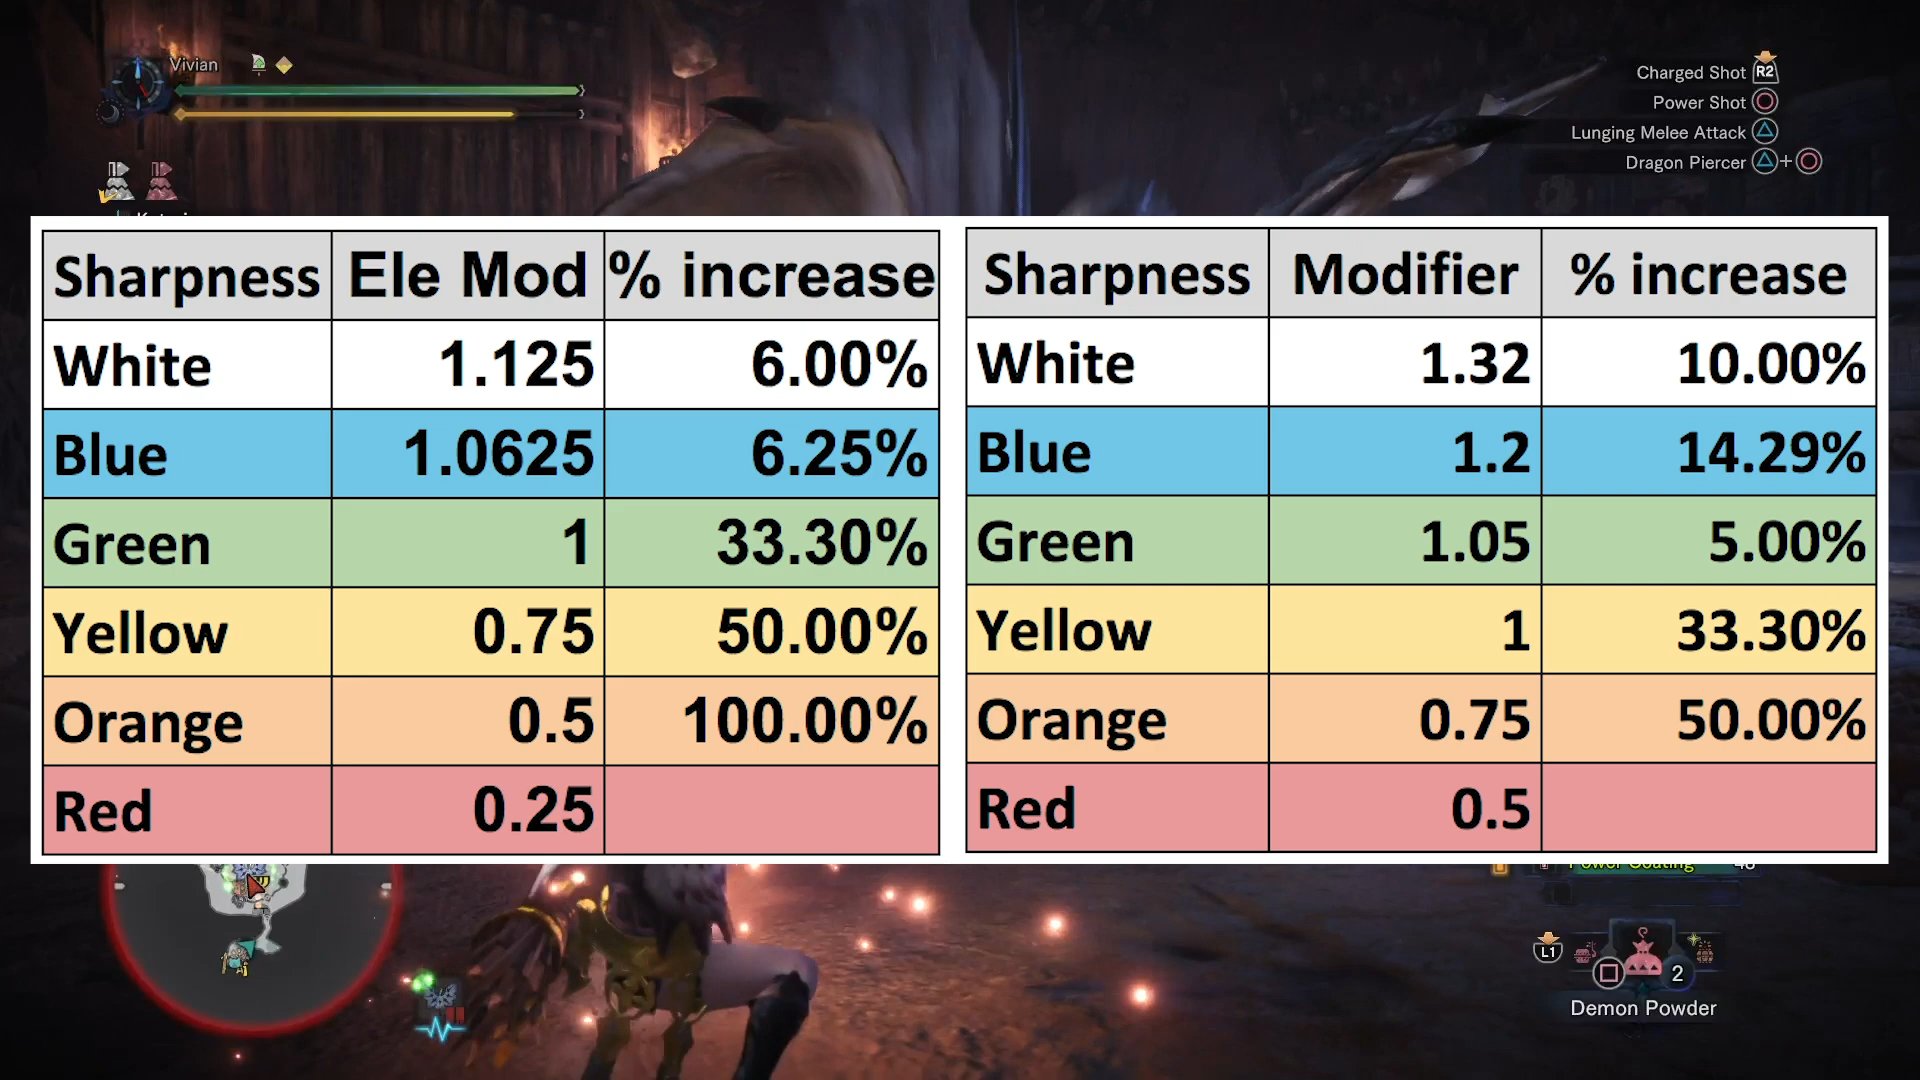 Vivian
Charged Shot R2
Power Shot
Lunging Melee Attack
Dragon Piercer +
Sharpness Ele Mod % increase
White 1.125 6.00%
Blue 1.0625 6.25%
Green 1 33.30%
Yellow 0.75 50.00%
Orange 0.5 100.00%
Red 0.25
Sharpness Modifier % increase
White 1.32 10.00%
Blue 1.2 14.29%
Green 1.05 5.00%
Yellow 1 33.30%
Orange 0.75 50.00%
Red 0.5
Power Coating
L1
2
Demon Powder